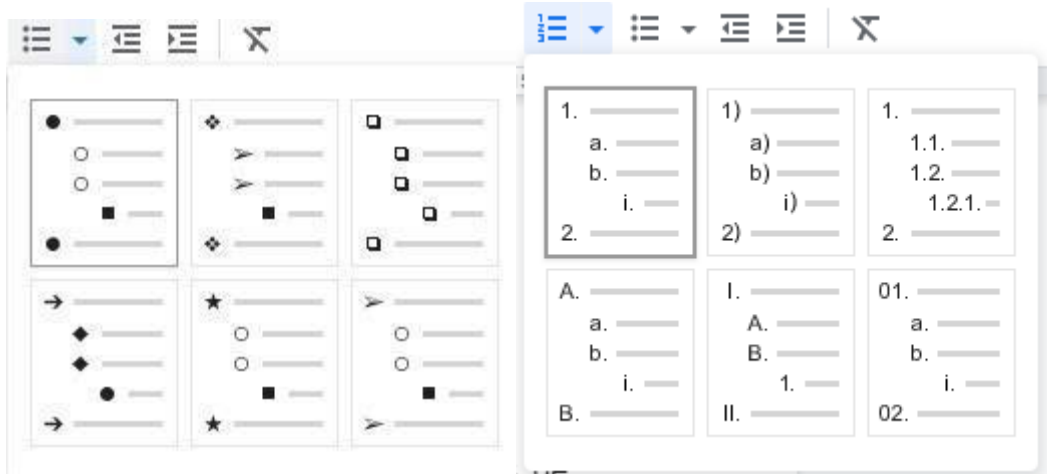 1.
a.
b.
i.
2.
1)
a)
b)
i)
2)
1.
1.1.
1.2.
1.2.1.
2.
A.
a.
b.
i.
B.
I.
A.
B.
1.
II.
01.
a.
b.
i.
02.